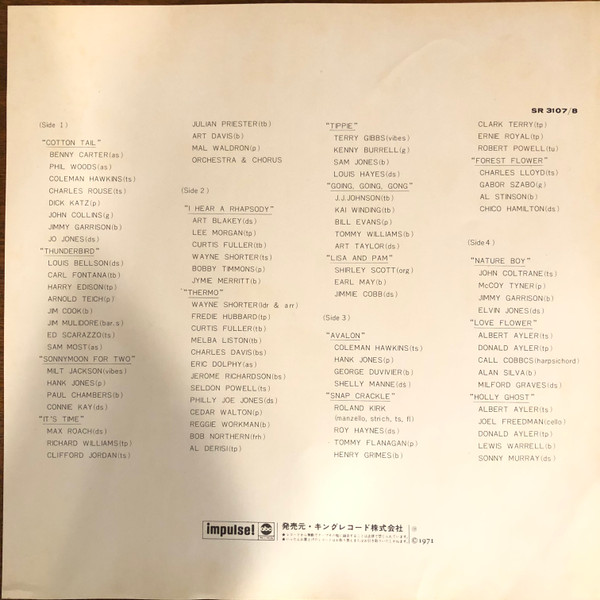 SR 3107/8
(Side 1)
"COTTON TAIL"
BENNY CARTER(as)
PHIL WOODS(as)
COLEMAN HAWKINS(ts)
CHARLES ROUSE(ts)
DICK KATZ(p)
JOHN COLLINS(g)
JIMMY GARRISON(b)
JO JONES(ds)
"THUNDERBIRD"
LOUIS BELLSON(ds)
CARL FONTANA(tb)
HARRY EDISON(tp)
ARNOLD TEICH(p)
JIM COOK(b)
JIM MULIDORE(bar.s)
ED SCARAZZO(ts)
SAM MOST(as)
"SONNYMOON FOR TWO"
MILT JACKSON(vibes)
HANK JONES(p)
PAUL CHAMBERS(b)
CONNIE KAY(ds)
"IT'S TIME"
MAX ROACH(ds)
RICHARD WILLIAMS(tp)
CLIFFORD JORDAN(ts)
JULIAN PRIESTER(tb)
ART DAVIS(b)
MAL WALDRON(p)
ORCHESTRA & CHORUS
(Side 2)
"I HEAR A RHAPSODY"
ART BLAKEY(ds)
LEE MORGAN(tp)
CURTIS FULLER(tb)
WAYNE SHORTER(ts)
BOBBY TIMMONS(p)
JYMIE MERRITT(b)
"THERMO"
WAYNE SHORTER(ldr & arr)
FREDIE HUBBARD(tp)
CURTIS FULLER(tb)
MELBA LISTON(tb)
CHARLES DAVIS(bs)
ERIC DOLPHY(as)
JEROME RICHARDSON(bs)
SELDON POWELL(ts)
PHILLY JOE JONES(ds)
CEDAR WALTON(p)
REGGIE WORKMAN(b)
BOB NORTHERN(frh)
AL DERISI(tp)
"TIPPIE"
TERRY GIBBS(vibes)
KENNY BURRELL(g)
SAM JONES(b)
LOUIS HAYES(ds)
"GOING, GOING, GONG"
J.J.JOHNSON(tb)
KAI WINDING(tb)
BILL EVANS(p)
TOMMY WILLIAMS(b)
ART TAYLOR(ds)
"LISA AND PAM"
SHIRLEY SCOTT(org)
EARL MAY(b)
JIMMIE COBB(ds)
(Side 3)
"AVALON"
COLEMAN HAWKINS(ts)
HANK JONES(p)
GEORGE DUVIVIER(b)
SHELLY MANNE(ds)
"SNAP CRACKLE"
ROLAND KIRK
(manzello, strich, ts, fl)
ROY HAYNES(ds)
TOMMY FLANAGAN(p)
HENRY GRIMES(b)
CLARK TERRY(tp)
ERNIE ROYAL(tp)
ROBERT POWELL(tu)
"FOREST FLOWER"
CHARLES LLOYD(ts)
GABOR SZABO(g)
AL STINSON(b)
CHICO HAMILTON(ds)
(Side4)
"NATURE BOY"
JOHN COLTRANE(ts)
McCOY TYNER(p)
JIMMY GARRISON(b)
ELVIN JONES(ds)
"LOVE FLOWER"
ALBERT AYLER(ts)
DONALD AYLER(tp)
CALL COBBCS(harpsichord)
ALAN SILVA(b)
MILFORD GRAVES(ds)
"HOLLY GHOST"
ALBERT AYLER(ts)
JOEL FREEDMAN(cello)
DONALD AYLER(tp)
LEWIS WARRELL(b)
SONNY MURRAY(ds)
impulse! abc
発売元・キングレコード株式会社
©1971